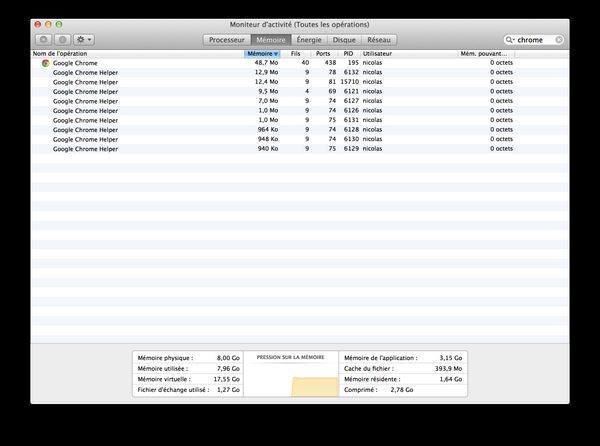 Moniteur d'activité (Toutes les opérations)
Processeur Mémoire Énergie Disque Réseau chrome
Nom de l'opération Mémoire Fils Ports PID Utilisateur Mém. pouvant...
Google Chrome 48,7 Mo 40 438 195 nicolas 0 octets
Google Chrome Helper 12,9 Mo 9 78 6132 nicolas 0 octets
Google Chrome Helper 12,4 Mo 9 81 15710 nicolas 0 octets
Google Chrome Helper 9,5 Mo 4 69 6121 nicolas 0 octets
Google Chrome Helper 7,0 Mo 9 74 6127 nicolas 0 octets
Google Chrome Helper 1,0 Mo 9 74 6126 nicolas 0 octets
Google Chrome Helper 1,0 Mo 9 75 6131 nicolas 0 octets
Google Chrome Helper 964 Ko 9 74 6128 nicolas 0 octets
Google Chrome Helper 948 Ko 9 74 6130 nicolas 0 octets
Google Chrome Helper 940 Ko 9 75 6129 nicolas 0 octets
Mémoire physique : 8,00 Go
Mémoire utilisée : 7,96 Go
Mémoire virtuelle : 17,55 Go
Fichier d'échange utilisé : 1,27 Go
PRESSION SUR LA MÉMOIRE
Mémoire de l'application : 3,15 Go
Cache du fichier : 393,9 Mo
Mémoire résidente : 1,64 Go
Comprimé : 2,78 Go